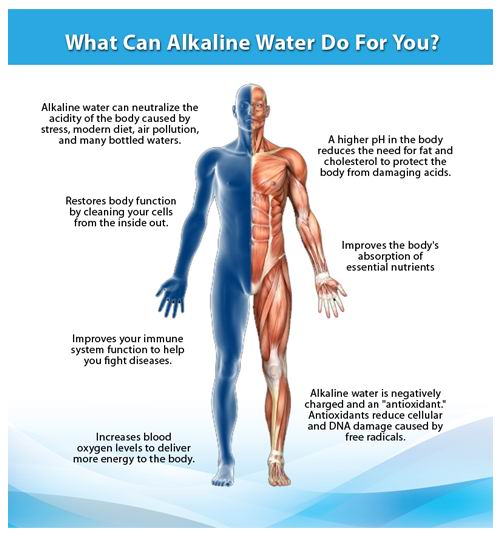 What Can Alkaline Water Do For You?
Alkaline water can neutralize the
acidity of the body caused by
stress, modern diet, air pollution,
and many bottled waters.
A higher pH in the body
reduces the need for fat and
cholesterol to protect the
body from damaging acids.
Restores body function
by cleaning your cells
from the inside out.
Improves the body's
absorption of
essential nutrients
Improves your immune
system function to help
you fight diseases.
Alkaline water is negatively
charged and an "antioxidant."
Antioxidants reduce cellular
and DNA damage caused by
free radicals.
Increases blood
oxygen levels to deliver
more energy to the body.